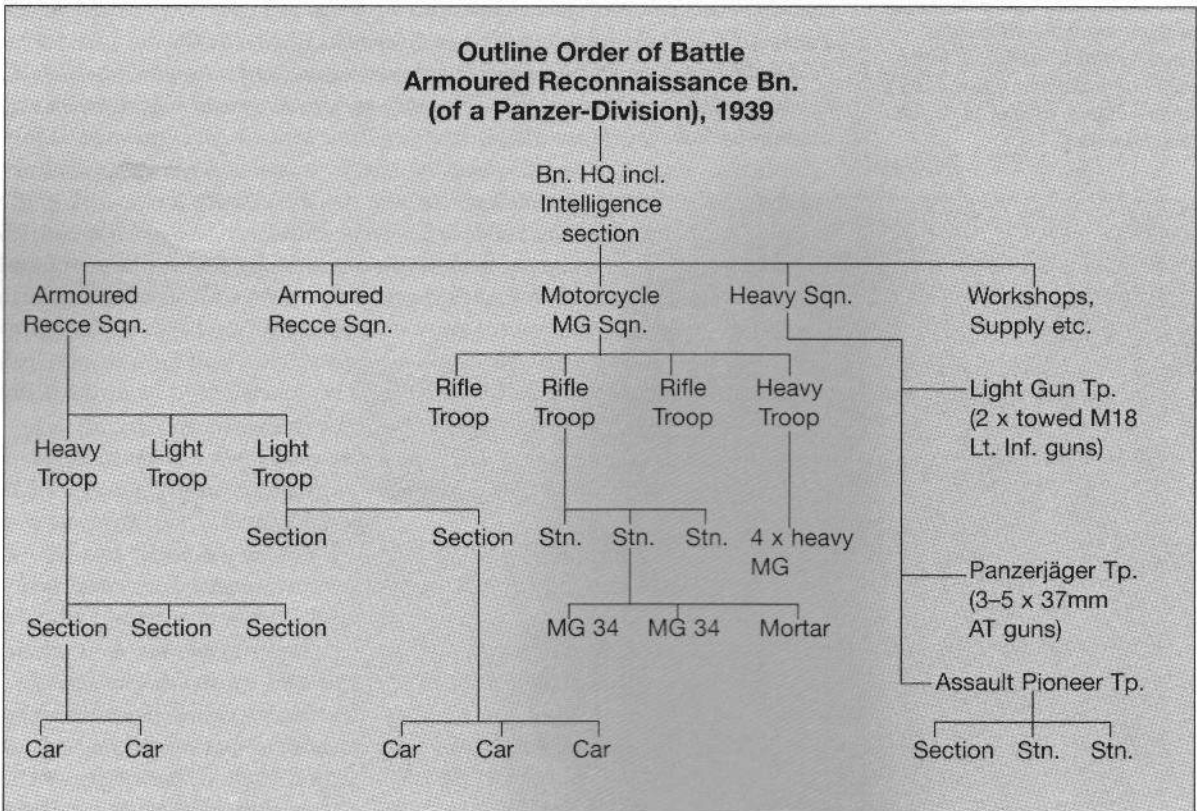 Outline Order of Battle
Armoured Reconnaissance Bn.
(of a Panzer-Division), 1939
Bn. HQ incl.
Intelligence
section
Armoured
Recce Sqn.
Armoured
Recce Sqn.
Motorcycle
MG Sqn.
Heavy Sqn.
Workshops,
Supply etc.
Rifle
Troop
Rifle
Troop
Rifle
Troop
Heavy
Troop
Light Gun Tp.
(2 x towed M18
Lt. Inf. guns)
Heavy
Troop
Light
Troop
Light
Troop
Section
Section
Stn.
Stn.
Stn.
4 x heavy
MG
Panzerjäger Tp.
(3–5 x 37mm
AT guns)
Section
Section
Section
MG 34
MG 34
Mortar
Assault Pioneer Tp.
Car
Car
Car
Car
Car
Section
Stn.
Stn.